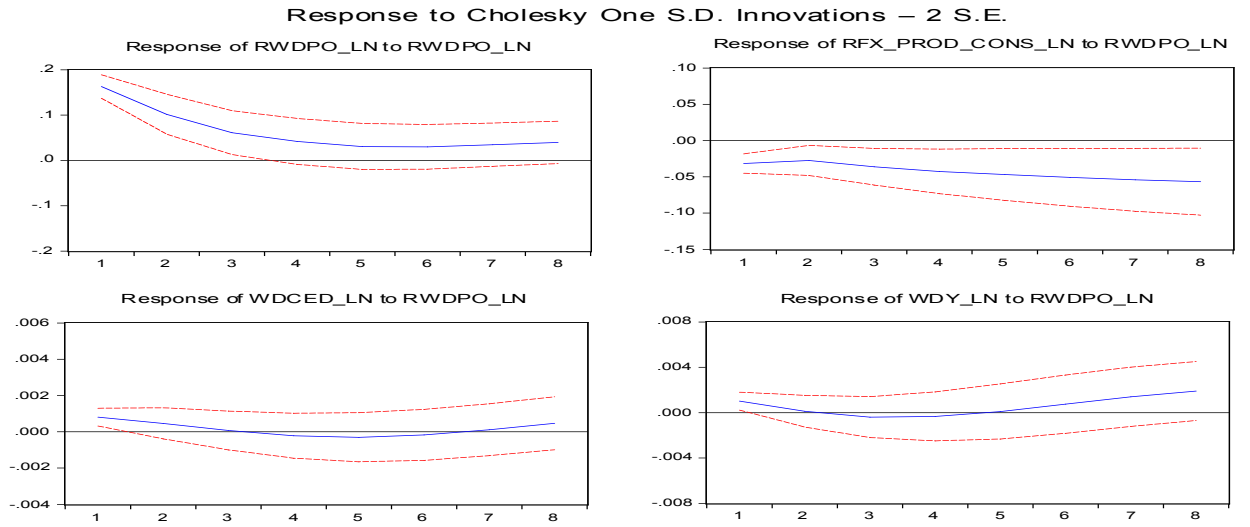 Response to Cholesky One S.D. Innovations – 2 S.E.
Response of RWDPO_LN to RWDPO_LN
.2
.1
.0
-.1
-.2
1 2 3 4 5 6 7 8
Response of RFX_PROD_CONS_LN to RWDPO_LN
.10
.05
.00
-.05
-.10
-.15
1 2 3 4 5 6 7 8
Response of WDCED_LN to RWDPO_LN
.006
.004
.002
.000
-.002
-.004
1 2 3 4 5 6 7 8
Response of WDY_LN to RWDPO_LN
.008
.004
.000
-.004
-.008
1 2 3 4 5 6 7 8